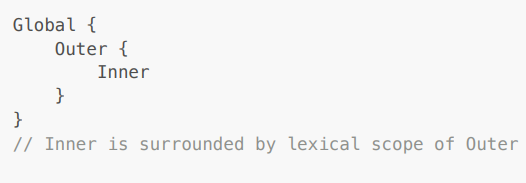 Global {
    Outer {
        Inner
    }
}
// Inner is surrounded by lexical scope of Outer